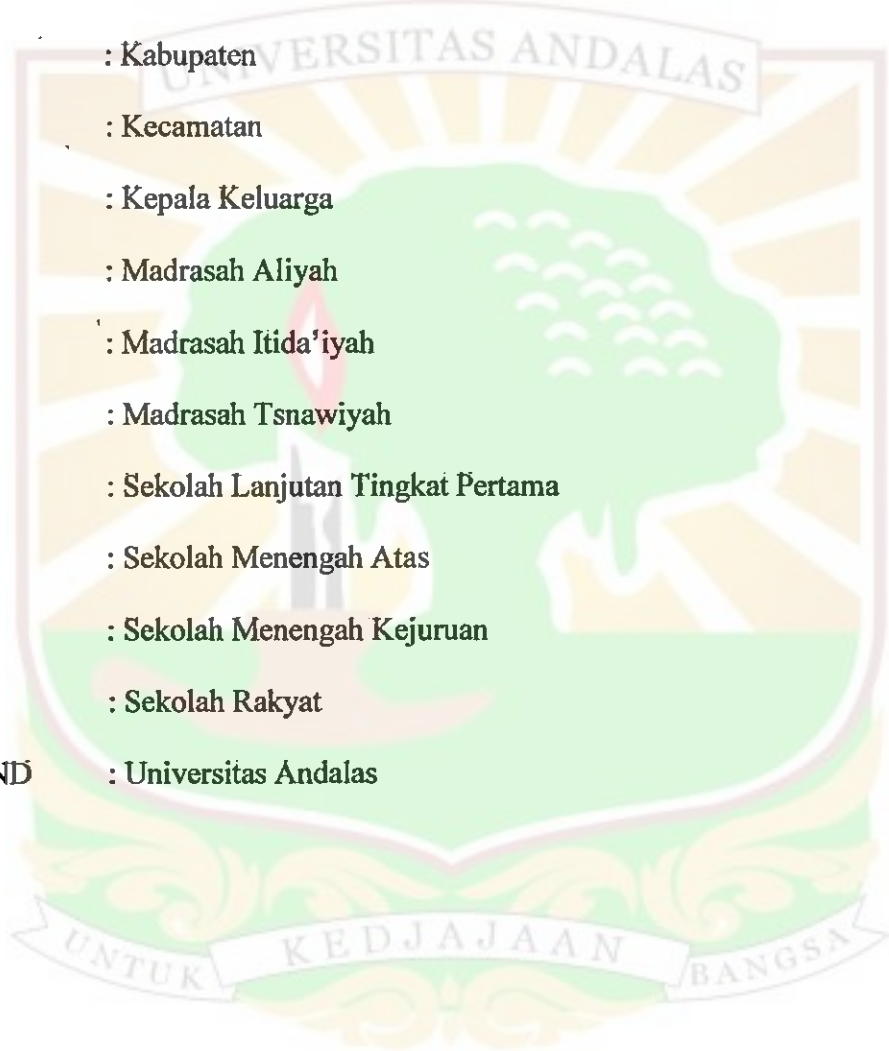 UNIVERSITAS ANDALAS
: Kabupaten
: Kecamatan
: Kepala Keluarga
: Madrasah Aliyah
: Madrasah Itida'iyah
: Madrasah Tsnawiyah
: Sekolah Lanjutan Tingkat Pertama
: Sekolah Menengah Atas
: Sekolah Menengah Kejuruan
: Sekolah Rakyat
ND : Universitas Andalas
UNTUK KEDJAJAAN BANGSA